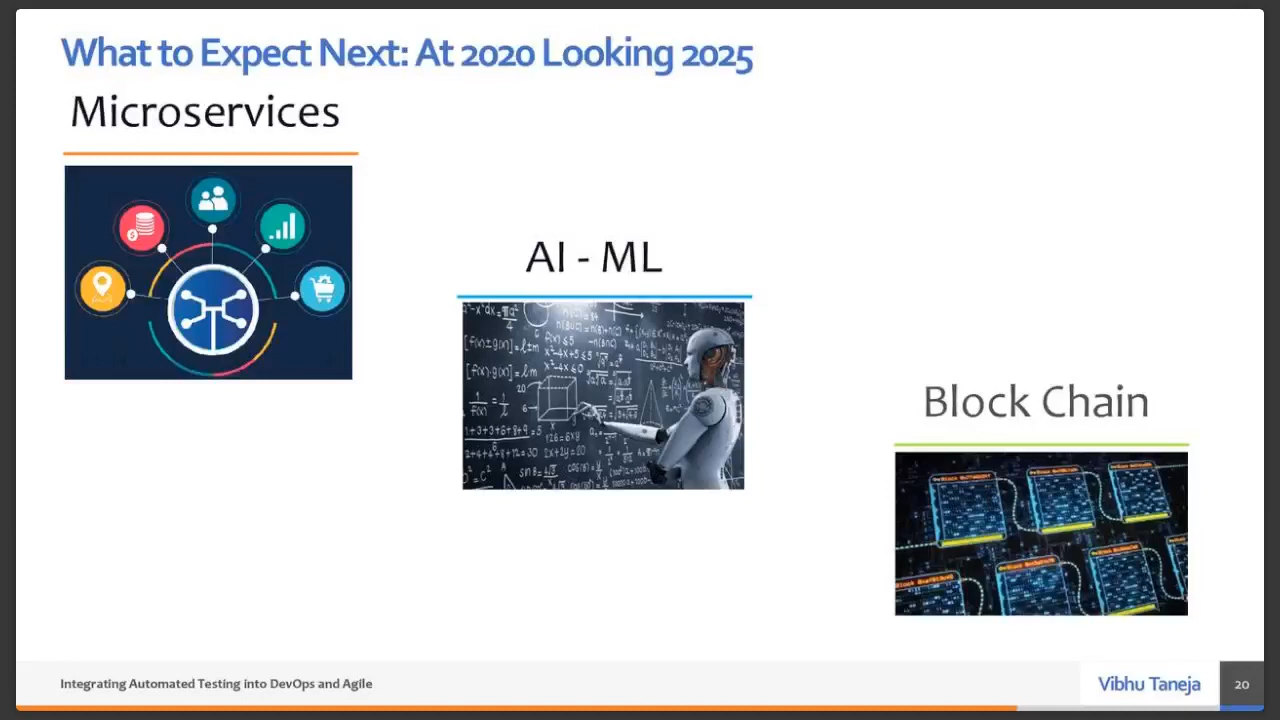 What to Expect Next: At 2020 Looking 2025
Microservices
AI - ML
Block Chain
Integrating Automated Testing into DevOps and Agile
Vibhu Taneja
20